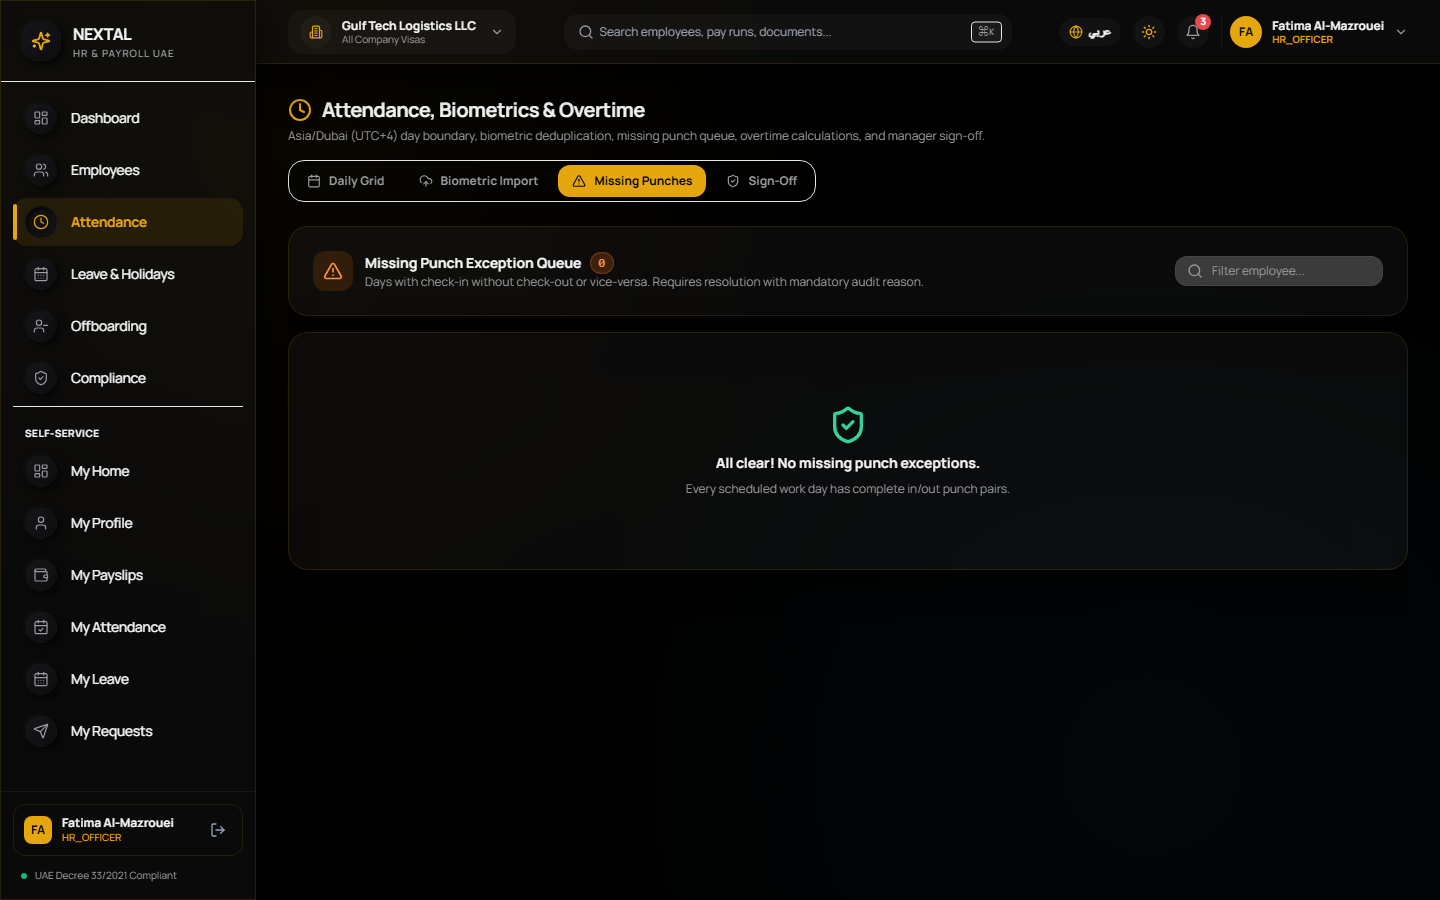 NEXTAL
HR & PAYROLL UAE
Gulf Tech Logistics LLC
All Company Visas
Search employees, pay runs, documents...
⌘K
عربي
3
FA
Fatima Al-Mazrouei
HR_OFFICER
Dashboard
Employees
Attendance
Leave & Holidays
Offboarding
Compliance
SELF-SERVICE
My Home
My Profile
My Payslips
My Attendance
My Leave
My Requests
FA
Fatima Al-Mazrouei
HR_OFFICER
UAE Decree 33/2021 Compliant
Attendance, Biometrics & Overtime
Asia/Dubai (UTC+4) day boundary, biometric deduplication, missing punch queue, overtime calculations, and manager sign-off.
Daily Grid
Biometric Import
Missing Punches
Sign-Off
Missing Punch Exception Queue 0
Days with check-in without check-out or vice-versa. Requires resolution with mandatory audit reason.
Filter employee...
All clear! No missing punch exceptions.
Every scheduled work day has complete in/out punch pairs.